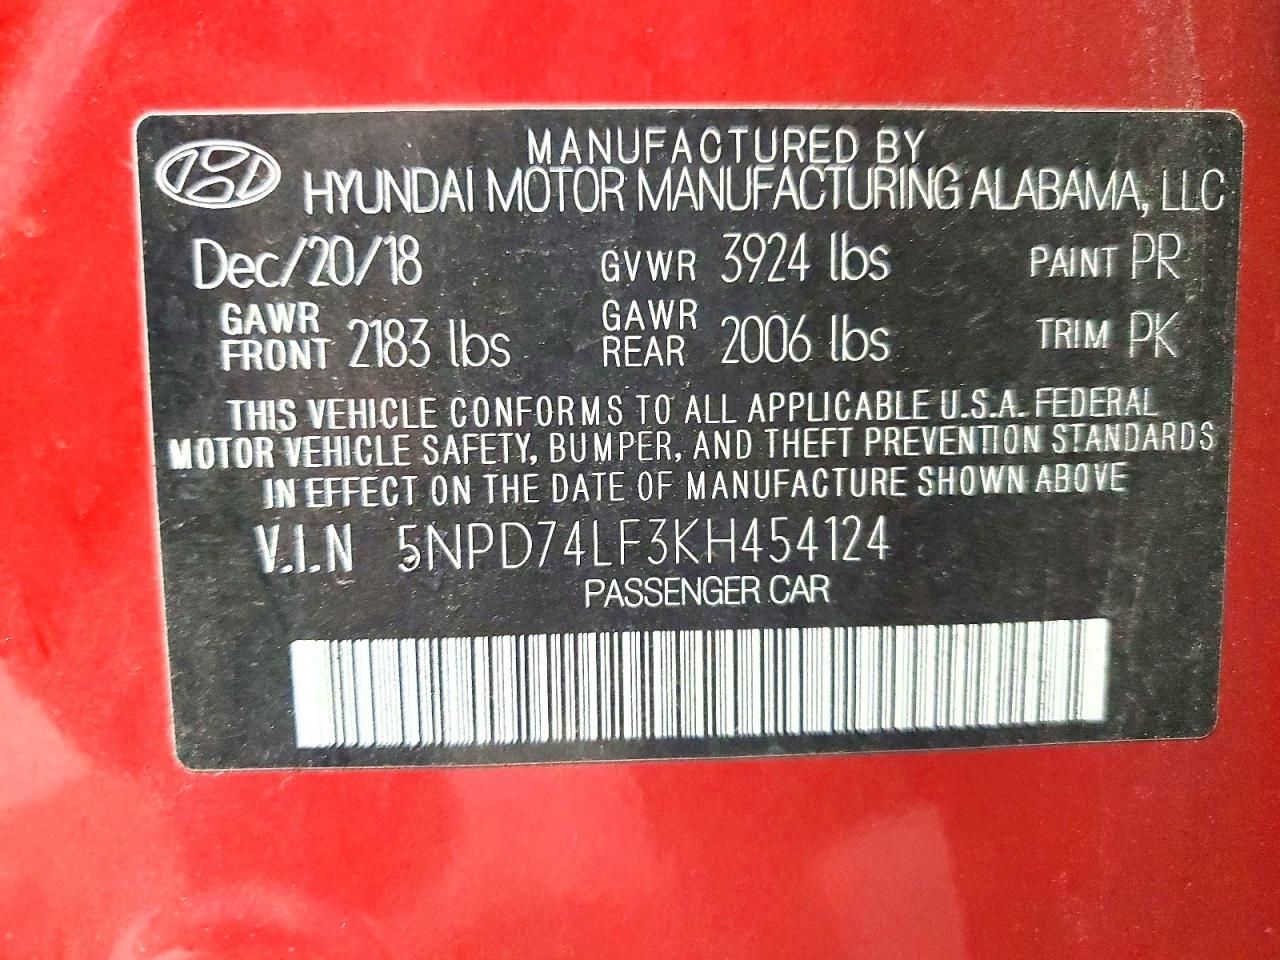 MANUFACTURED BY
HYUNDAI MOTOR MANUFACTURING ALABAMA, LLC
Dec/20/18 GVWR 3924 lbs PAINT PR
GAWR FRONT 2183 lbs GAWR REAR 2006 lbs TRIM PK
THIS VEHICLE CONFORMS TO ALL APPLICABLE U.S.A. FEDERAL
MOTOR VEHICLE SAFETY, BUMPER, AND THEFT PREVENTION STANDARDS
IN EFFECT ON THE DATE OF MANUFACTURE SHOWN ABOVE
V.I.N 5NPD74LF3KH454124
PASSENGER CAR